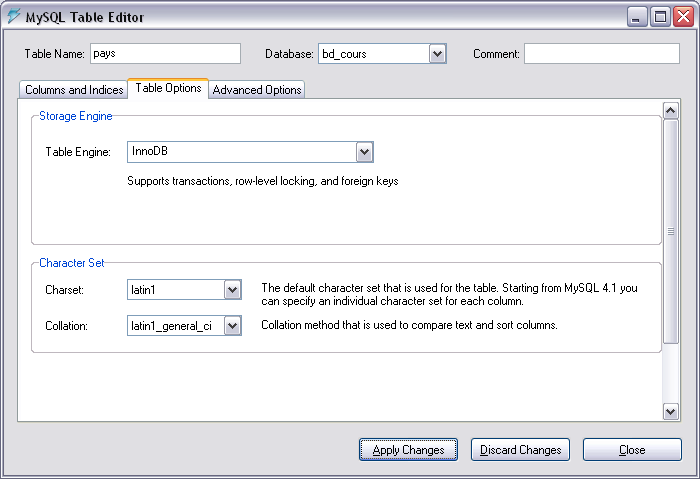 MySQL Table Editor
Table Name: pays Database: bd_cours Comment:
Columns and Indices Table Options Advanced Options
Storage Engine
Table Engine: InnoDB
Supports transactions, row-level locking, and foreign keys
Character Set
Charset: latin1 The default character set that is used for the table. Starting from MySQL 4.1 you
can specify an individual character set for each column.
Collation: latin1_general_ci Collation method that is used to compare text and sort columns.
Apply Changes Discard Changes Close